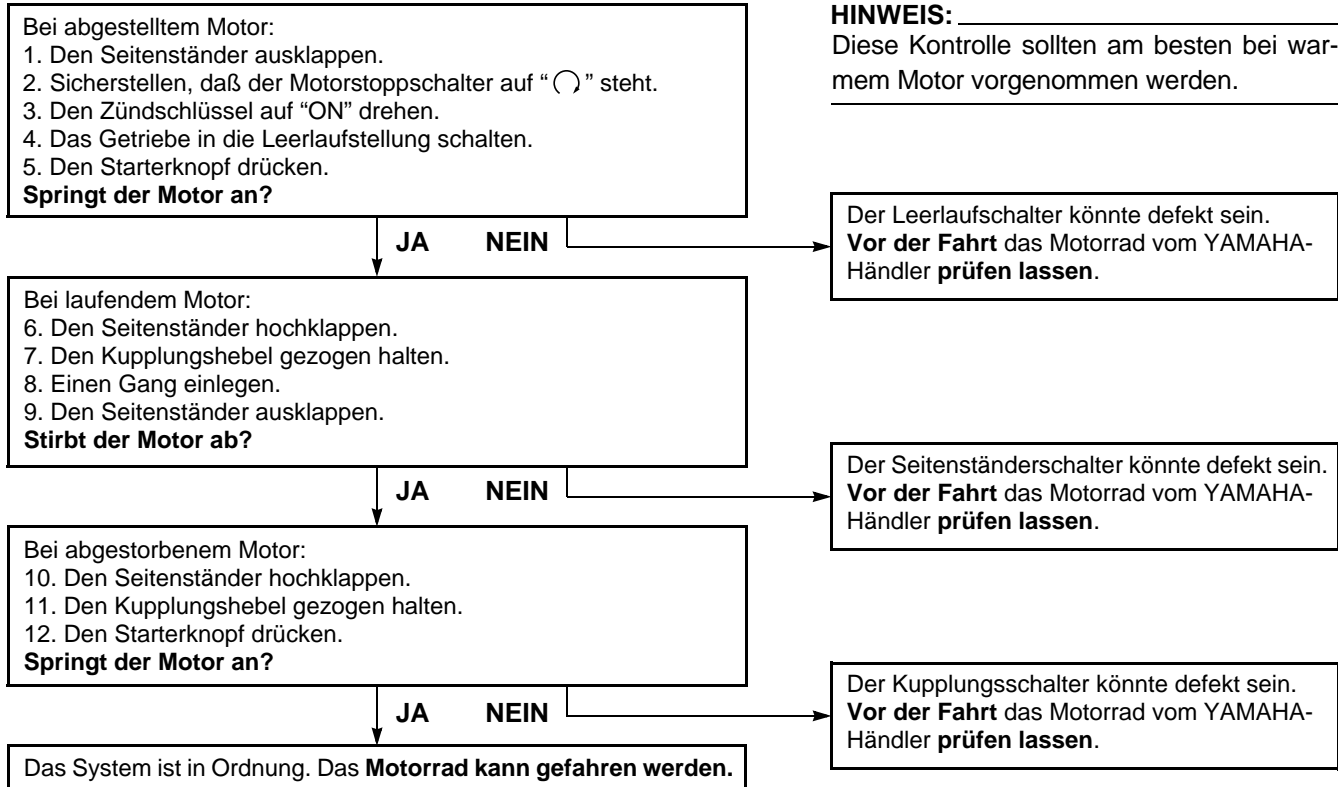 Bei abgestelltem Motor:
1. Den Seitenständer ausklappen.
2. Sicherstellen, daß der Motorstoppschalter auf “ ” steht.
3. Den Zündschlüssel auf “ON” drehen.
4. Das Getriebe in die Leerlaufstellung schalten.
5. Den Starterknopf drücken.
Springt der Motor an?
HINWEIS:
Diese Kontrolle sollten am besten bei war-
mem Motor vorgenommen werden.
JA NEIN
Der Leerlaufschalter könnte defekt sein.
Vor der Fahrt das Motorrad vom YAMAHA-
Händler prüfen lassen.
Bei laufendem Motor:
6. Den Seitenständer hochklappen.
7. Den Kupplungshebel gezogen halten.
8. Einen Gang einlegen.
9. Den Seitenständer ausklappen.
Stirbt der Motor ab?
JA NEIN
Der Seitenständerschalter könnte defekt sein.
Vor der Fahrt das Motorrad vom YAMAHA-
Händler prüfen lassen.
Bei abgestorbenem Motor:
10. Den Seitenständer hochklappen.
11. Den Kupplungshebel gezogen halten.
12. Den Starterknopf drücken.
Springt der Motor an?
JA NEIN
Der Kupplungsschalter könnte defekt sein.
Vor der Fahrt das Motorrad vom YAMAHA-
Händler prüfen lassen.
Das System ist in Ordnung. Das Motorrad kann gefahren werden.